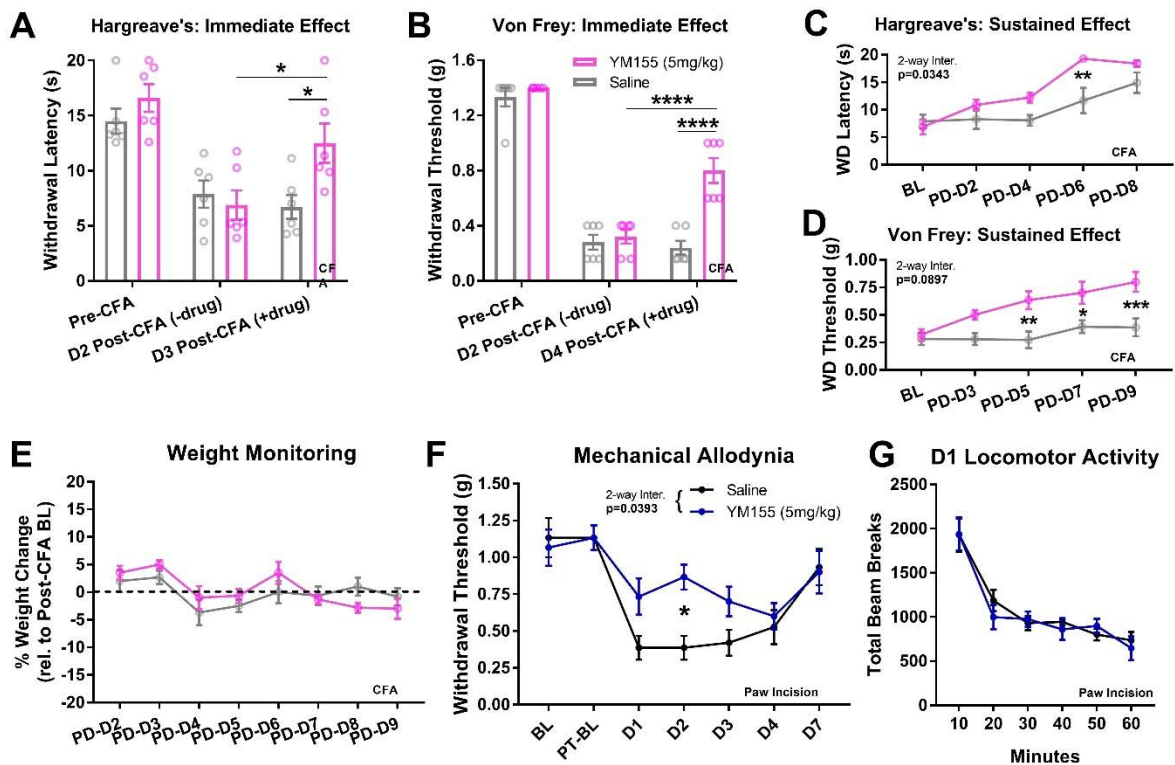 A
Hargreave's: Immediate Effect
Withdrawal Latency (s)
20
15
10
5
0
*
*
CF
A
Pre-CFA
D2 Post-CFA (-drug)
D3 Post-CFA (+drug)
B
Von Frey: Immediate Effect
YM155 (5mg/kg)
Saline
Withdrawal Threshold (g)
1.6
1.2
0.8
0.4
0.0
****
****
CFA
Pre-CFA
D2 Post-CFA (-drug)
D4 Post-CFA (+drug)
C
Hargreave's: Sustained Effect
WD Latency (s)
20
15
10
5
0
2-way Inter.
p=0.0343
**
CFA
BL
PD-D2
PD-D4
PD-D6
PD-D8
D
Von Frey: Sustained Effect
WD Threshold (g)
1.00
0.75
0.50
0.25
0.00
2-way Inter.
p=0.0897
**
*
***
CFA
BL
PD-D3
PD-D5
PD-D7
PD-D9
E
Weight Monitoring
% Weight Change
(rel. to Post-CFA BL)
20
15
10
5
0
-5
-10
-15
-20
CFA
PD-D2
PD-D3
PD-D4
PD-D5
PD-D6
PD-D7
PD-D8
PD-D9
F
Mechanical Allodynia
Withdrawal Threshold (g)
1.50
1.25
1.00
0.75
0.50
0.25
0.00
2-way Inter.
p=0.0393
{
Saline
YM155 (5mg/kg)
*
Paw Incision
BL
PT-BL
D1
D2
D3
D4
D7
G
D1 Locomotor Activity
Total Beam Breaks
2500
2000
1500
1000
500
0
Paw Incision
10 20 30 40 50 60
Minutes